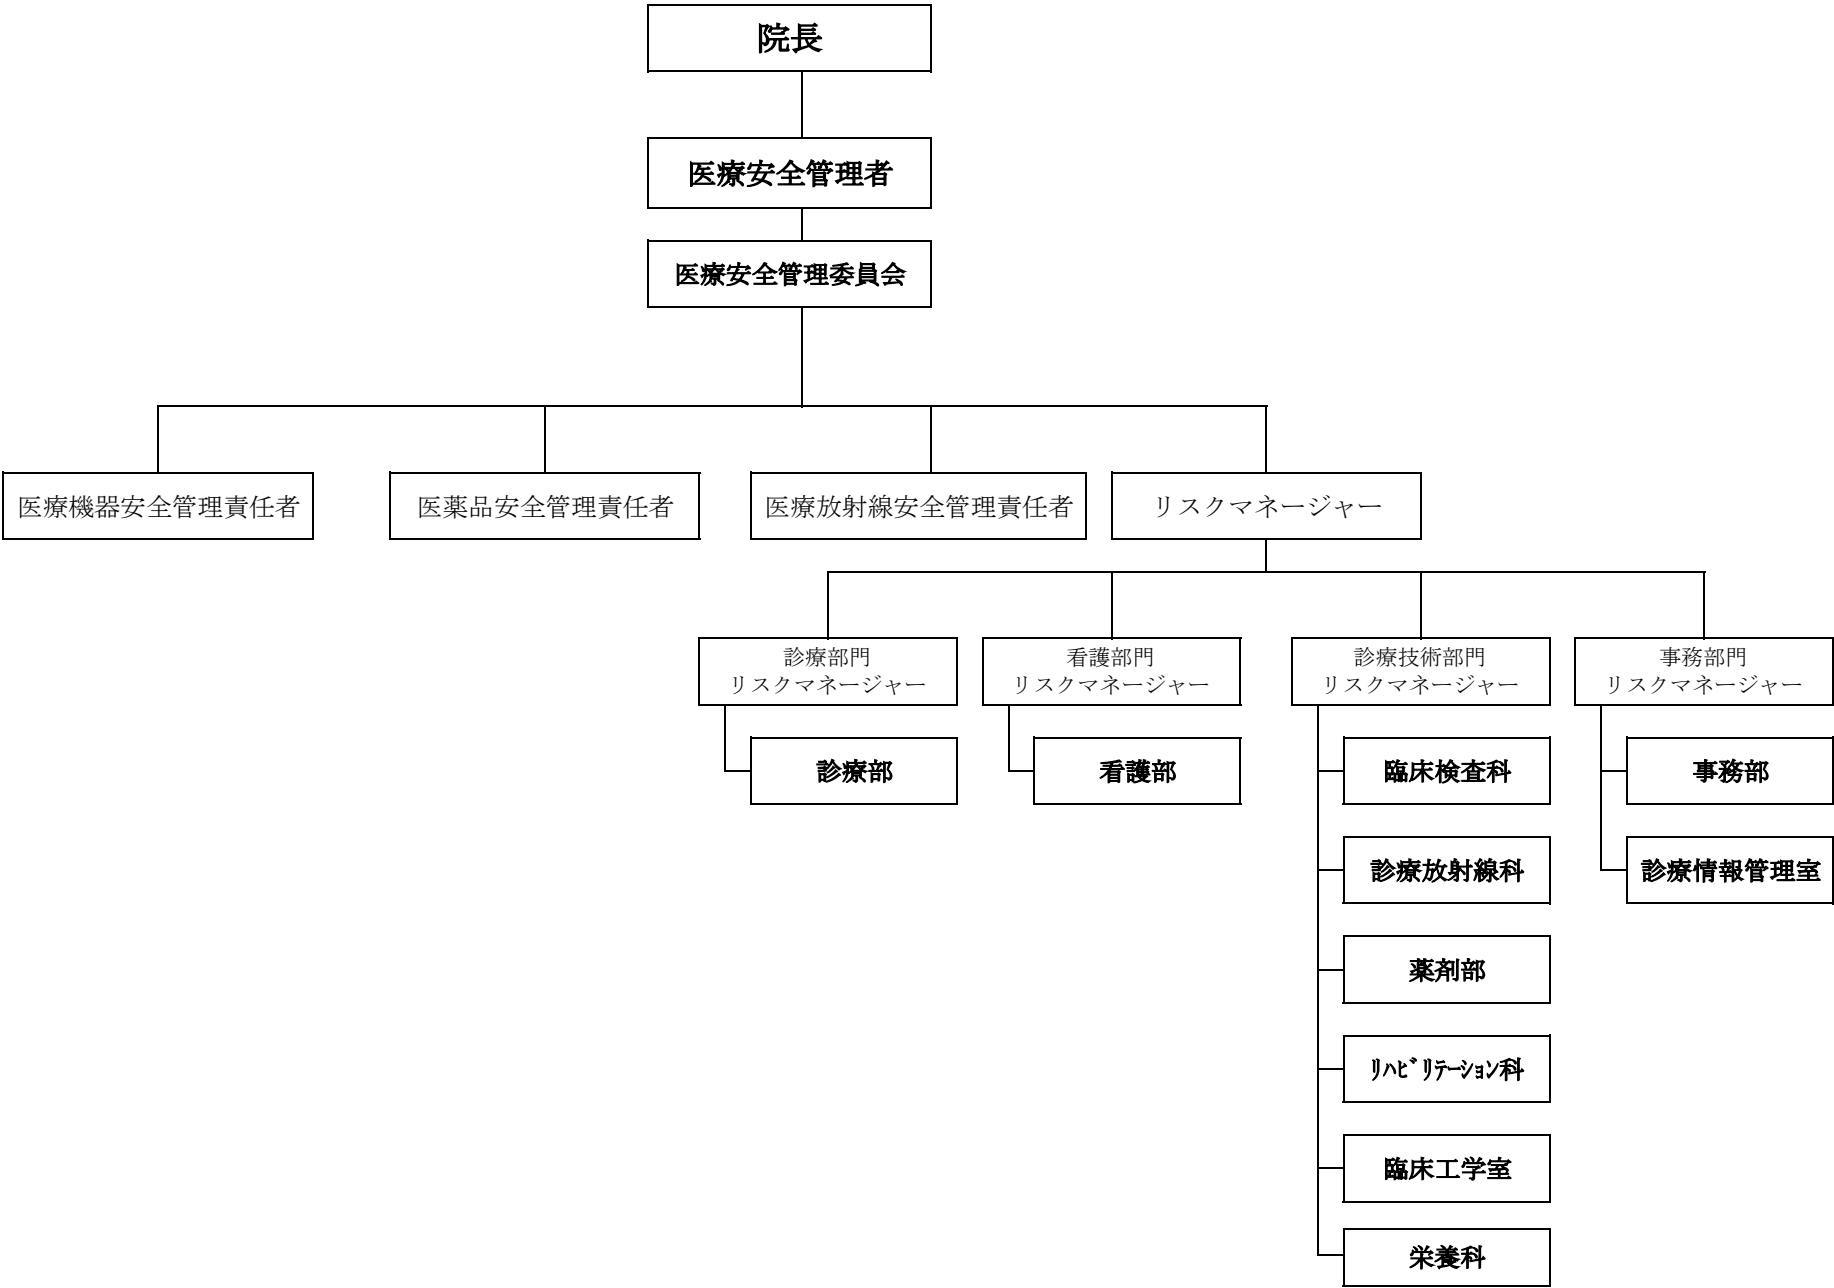 院長
医療安全管理者
医療安全管理委員会
医療機器安全管理責任者
医薬品安全管理責任者
医療放射線安全管理責任者
リスクマネージャー
診療部門
リスクマネージャー
看護部門
リスクマネージャー
診療技術部門
リスクマネージャー
事務部門
リスクマネージャー
診療部
看護部
臨床検査科
事務部
診療放射線科
診療情報管理室
薬剤部
ﾘﾊﾋﾞﾘﾃｰｼｮﾝ科
臨床工学室
栄養科